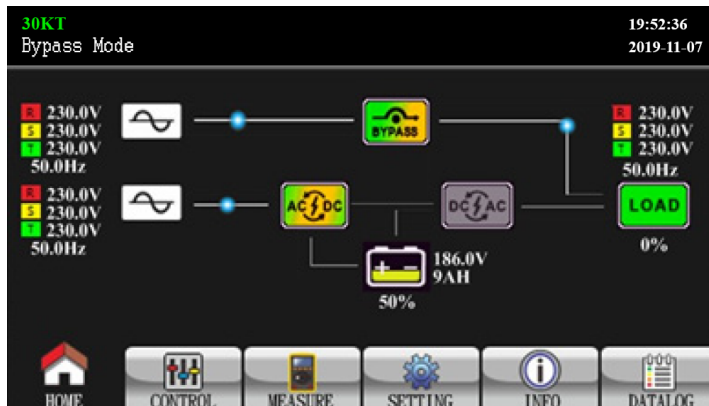 30KT
19:52:36
Bypass Mode
2019-11-07
R 230.0V
S 230.0V
T 230.0V
50.0Hz
BYPASS
R 230.0V
S 230.0V
T 230.0V
50.0Hz
R 230.0V
S 230.0V
T 230.0V
50.0Hz
AC DC
DC AC
LOAD
0%
186.0V
9AH
50%
HOME
CONTROL
MEASURE
SETTING
INFO
DATALOG